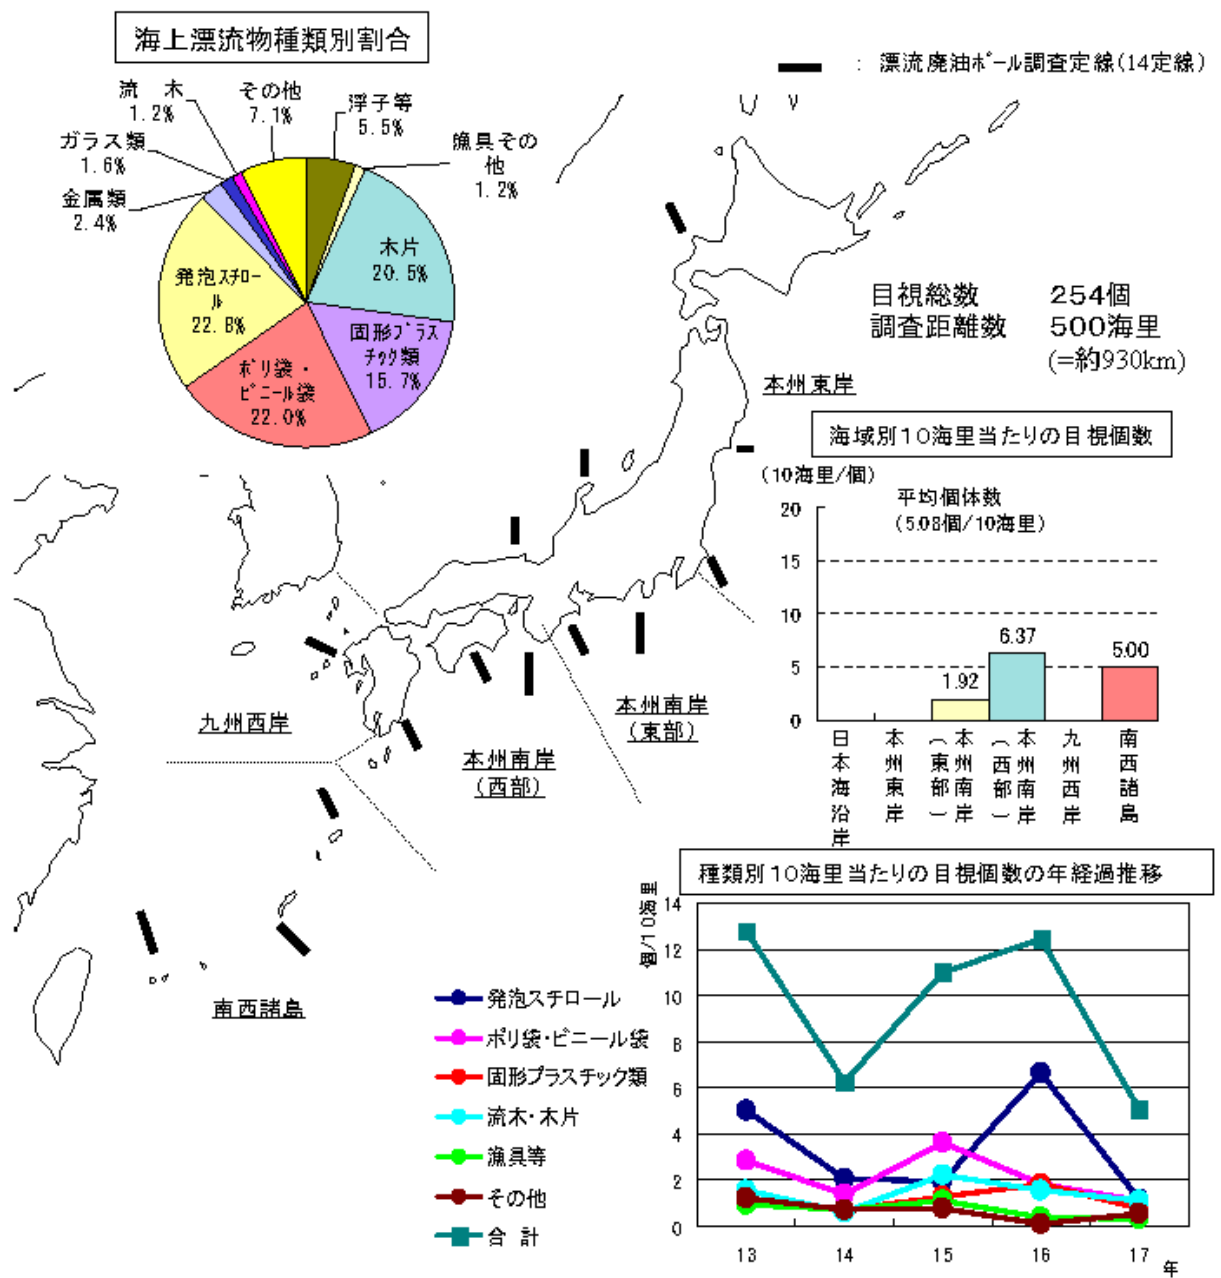 海上漂流物種類別割合
： 漂流廃油ボール調査定線(14定線)
流　木
1.2%
その他
7.1%
浮子等
5.5%
ガラス類
1.6%
漁具その
他
1.2%
金属類
2.4%
木片
20.5%
発泡スチロー
ル
22.8%
固形プラス
チック類
15.7%
ポリ袋・
ビニール袋
22.0%
目視総数　　254個
調査距離数　500海里
(=約930km)
本州東岸
海域別１０海里当たりの目視個数
(10海里/個)
平均個体数
(5.08個/10海里)
20
15
10
5
0
1.92
6.37
5.00
日本海沿岸
本州東岸
本州南岸
(東部)
本州南岸
(西部)
九州西岸
南西諸島
九州西岸
本州南岸
(東部)
本州南岸
(西部)
南西諸島
種類別１０海里当たりの目視個数の年経過推移
個/１０海里
14
12
10
8
6
4
2
0
13
14
15
16
17
年
発泡スチロール
ポリ袋・ビニール袋
固形プラスチック類
流木・木片
漁具等
その他
合　計